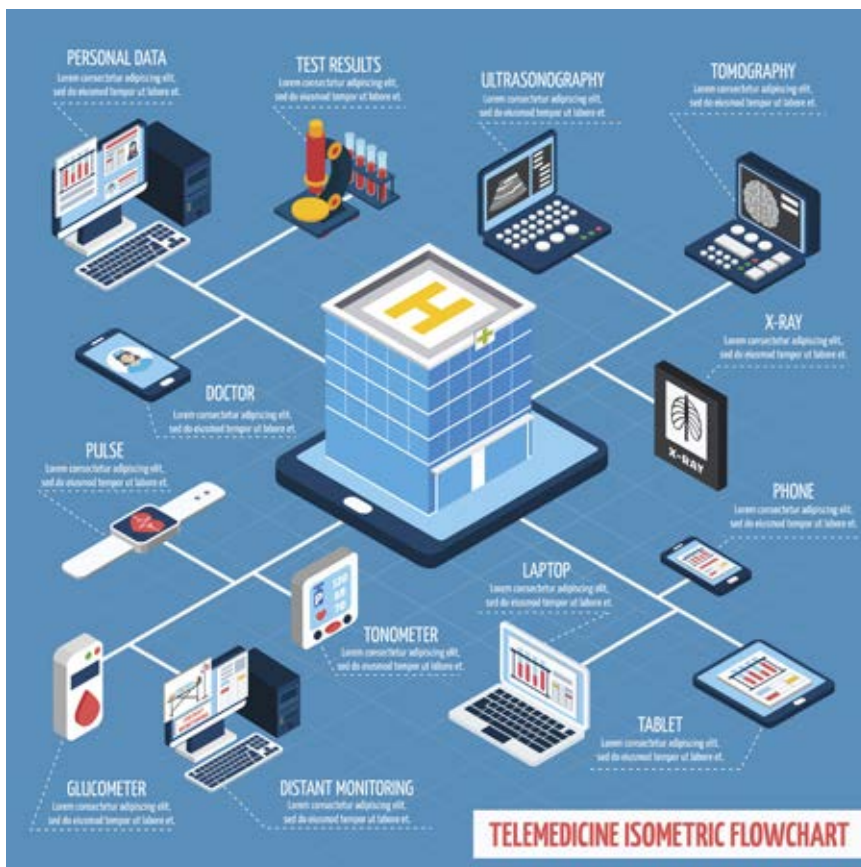 PERSONAL DATA
Lorem consectetur adipiscing elit,
sed do eiusmod tempor ut labore et.
TEST RESULTS
Lorem consectetur adipiscing elit,
sed do eiusmod tempor ut labore et.
ULTRASONOGRAPHY
Lorem consectetur adipiscing elit,
sed do eiusmod tempor ut labore et.
TOMOGRAPHY
Lorem consectetur adipiscing elit,
sed do eiusmod tempor ut labore et.
H
X-RAY
Lorem consectetur adipiscing elit,
sed do eiusmod tempor ut labore et.
X-RAY
DOCTOR
Lorem consectetur adipiscing elit,
sed do eiusmod tempor ut labore et.
PULSE
Lorem consectetur adipiscing elit,
sed do eiusmod tempor ut labore et.
PHONE
Lorem consectetur adipiscing elit,
sed do eiusmod tempor ut labore et.
LAPTOP
Lorem consectetur adipiscing elit,
sed do eiusmod tempor ut labore et.
P
TONOMETER
Lorem consectetur adipiscing elit,
sed do eiusmod tempor ut labore et.
TABLET
Lorem consectetur adipiscing elit,
sed do eiusmod tempor ut labore et.
GLUCOMETER
Lorem consectetur adipiscing elit,
sed do eiusmod tempor ut labore et.
DISTANT MONITORING
Lorem consectetur adipiscing elit,
sed do eiusmod tempor ut labore et.
TELEMEDICINE ISOMETRIC FLOWCHART